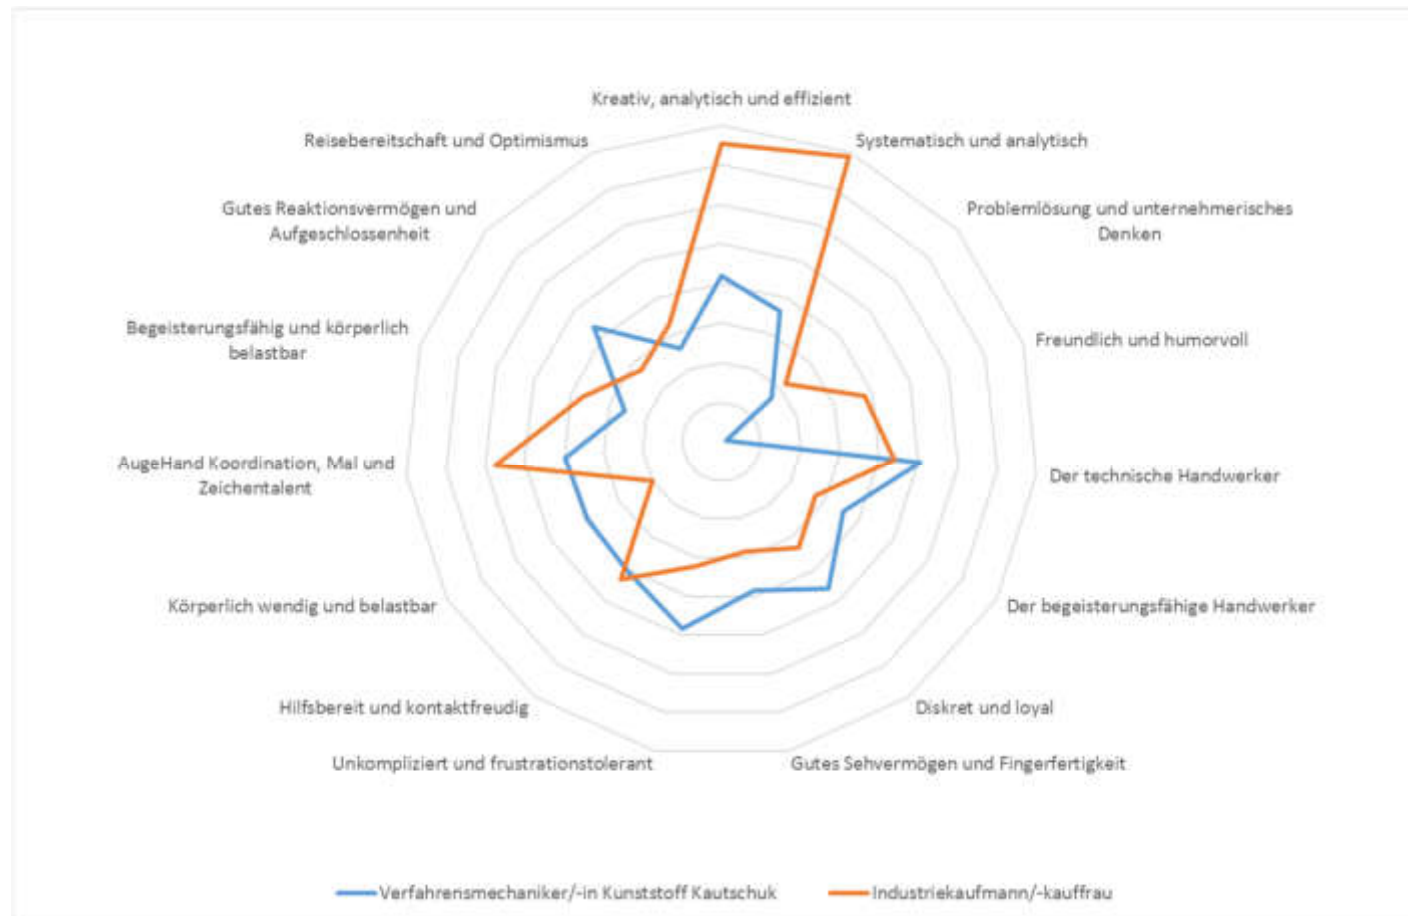 Kreativ, analytisch und effizient
Reisebereitschaft und Optimismus
Systematisch und analytisch
Gutes Reaktionsvermögen und
Aufgeschlossenheit
Problemlösung und unternehmerisches
Denken
Begeisterungsfähig und körperlich
belastbar
Freundlich und humorvoll
AugeHand Koordination, Mal und
Zeichentalent
Der technische Handwerker
Körperlich wendig und belastbar
Der begeisterungsfähige Handwerker
Hilfsbereit und kontaktfreudig
Diskret und loyal
Unkompliziert und frustrationstolerant
Gutes Sehvermögen und Fingerfertigkeit
Verfahrensmechaniker/-in Kunststoff Kautschuk
Industriekaufmann/-kauffrau